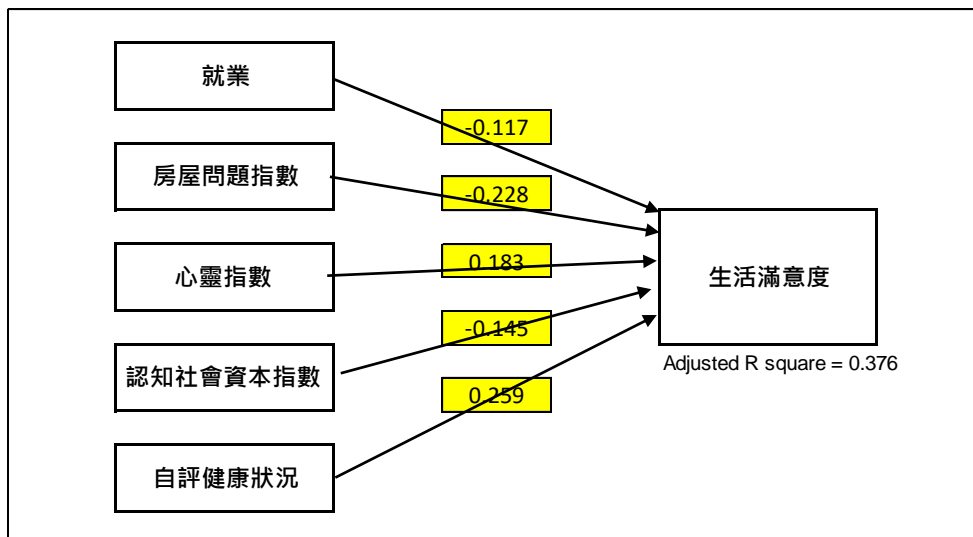 就業
-0.117
房屋問題指數
-0.228
心靈指數
0.183
生活滿意度
-0.145
認知社會資本指數
Adjusted R square = 0.376
0.259
自評健康狀況